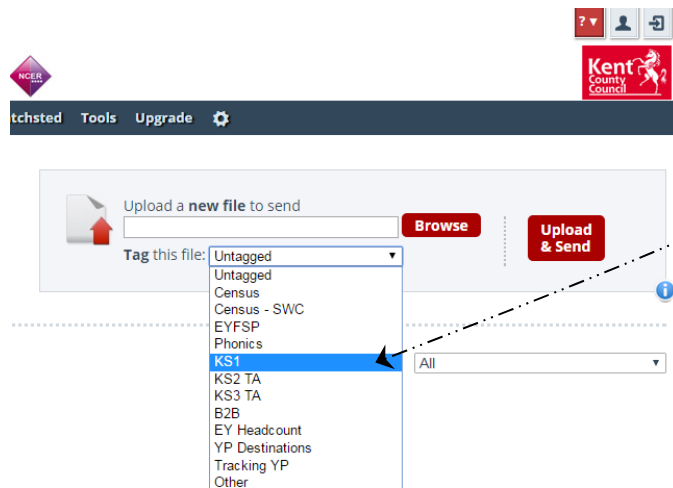 ? ▼
NCER
Kent
County
Council
tchsted Tools Upgrade
Upload a new file to send
Browse
Upload
& Send
Tag this file: Untagged
Untagged
Census
Census - SWC
EYFSP
Phonics
KS1
All
KS2 TA
KS3 TA
B2B
EY Headcount
YP Destinations
Tracking YP
Other
i